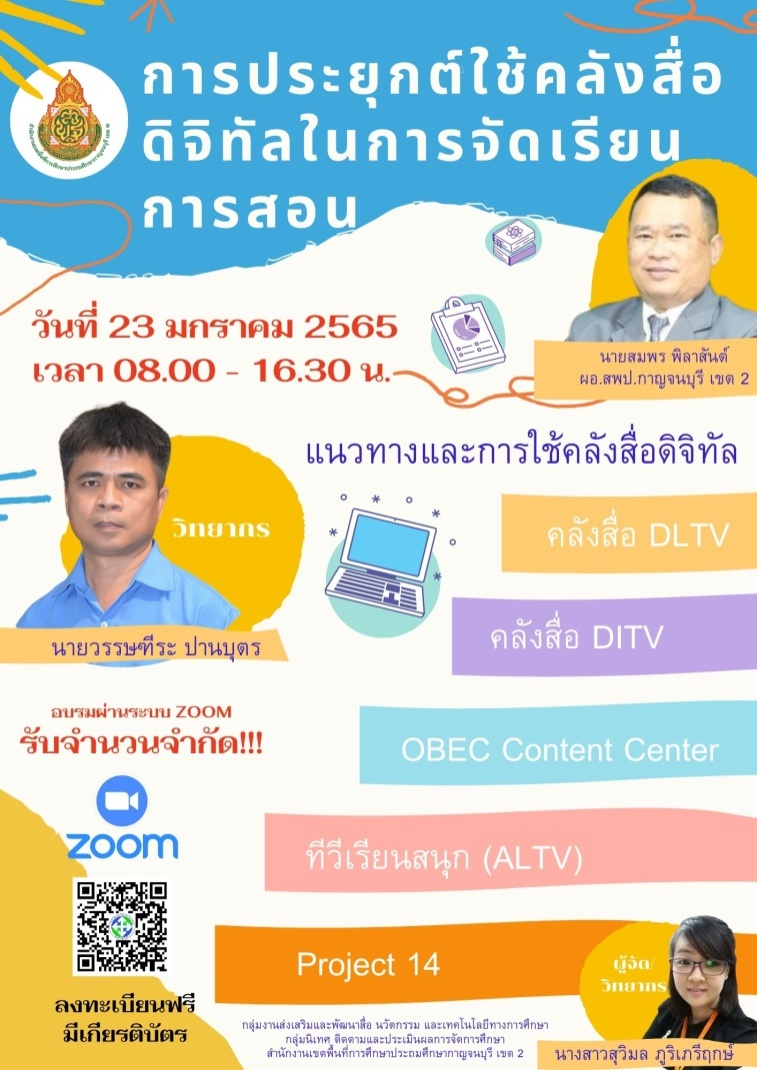 การประยุกต์ใช้คลังสื่อ
ดิจิทัลในการจัดเรียน
การสอน
วันที่ 23 มกราคม 2565
เวลา 08.00 - 16.30 น.
นายสมพร พิลาสันต์
ผอ.สพป.กาญจนบุรี เขต 2
แนวทางและการใช้คลังสื่อดิจิทัล
วิทยากร
นายวรรษฑีระ ปานบุตร
คลังสื่อ DLTV
คลังสื่อ DITV
OBEC Content Center
ทีวีเรียนสนุก (ALTV)
Project 14
อบรมผ่านระบบ ZOOM
รับจำนวนจำกัด!!!
zoom
ลงทะเบียนฟรี
มีเกียรติบัตร
กลุ่มงานส่งเสริมและพัฒนาสื่อ นวัตกรรม และเทคโนโลยีทางการศึกษา
กลุ่มนิเทศ ติดตามและประเมินผลการจัดการศึกษา
สำนักงานเขตพื้นที่การศึกษาประถมศึกษากาญจนบุรี เขต 2
ผู้จัด/
วิทยากร
นางสาวสุวิมล ภูริเภรีฤกษ์